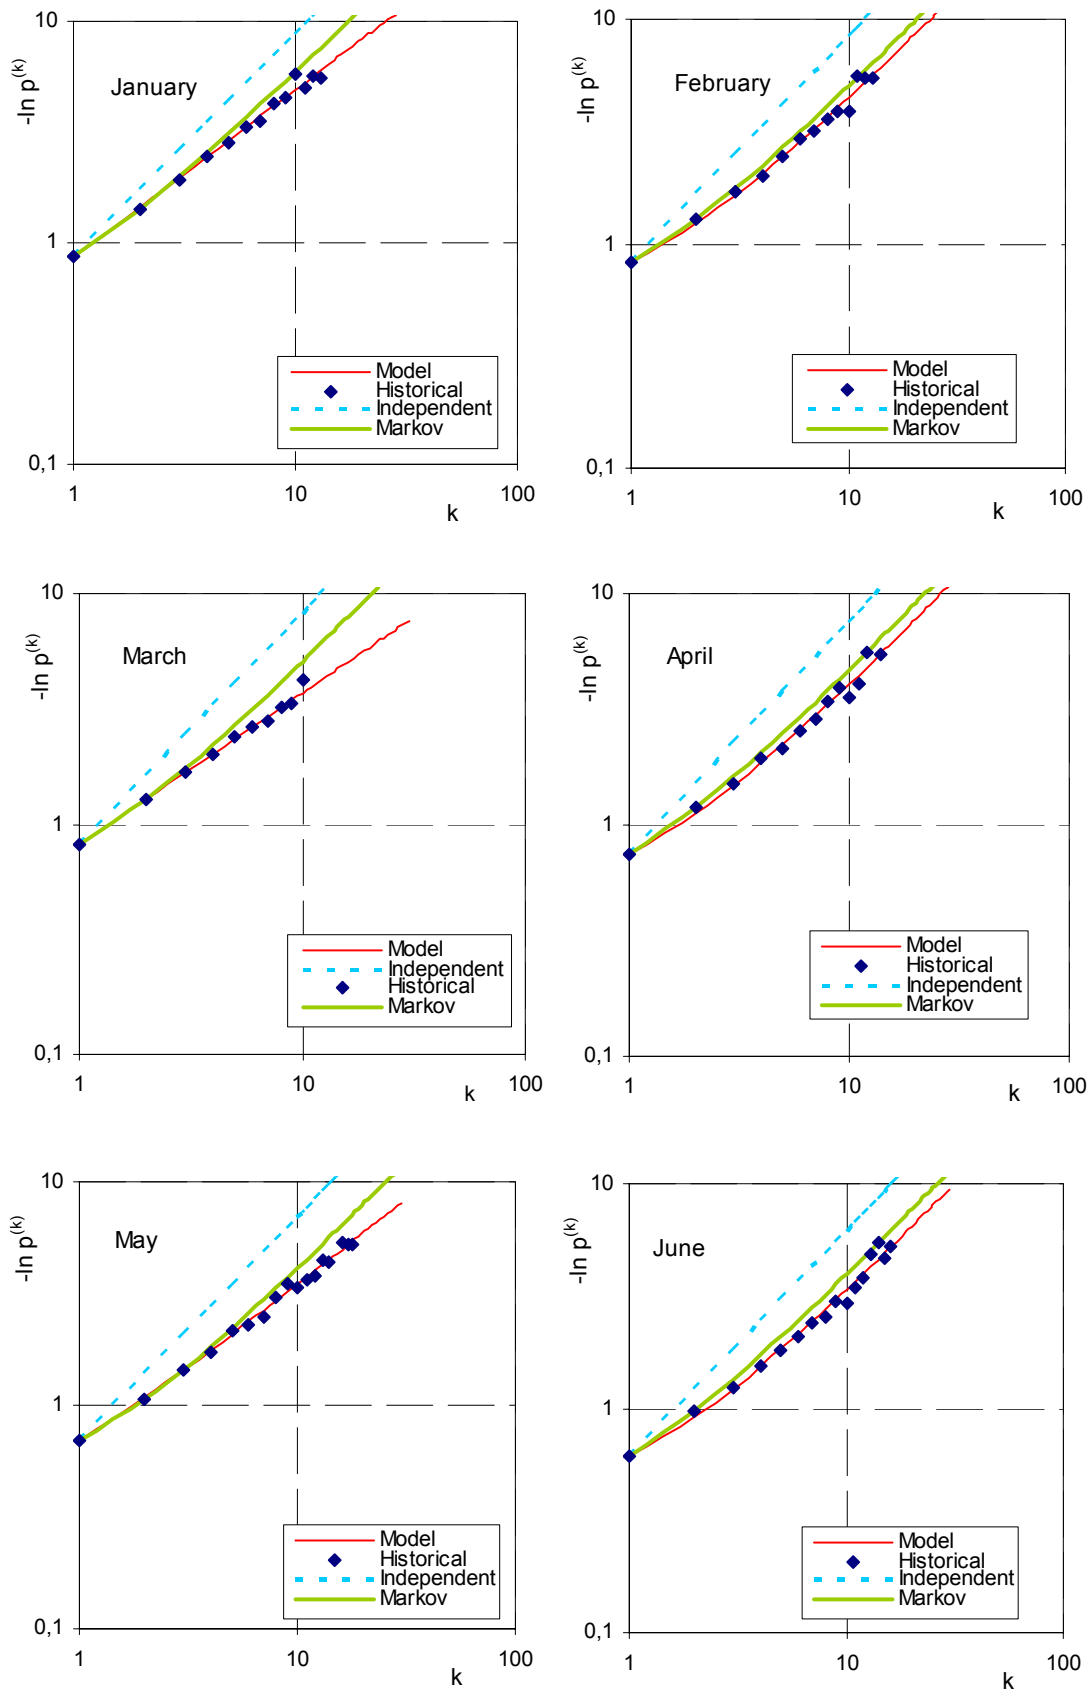 10
-ln p(k)
January
1
Model
Historical
Independent
Markov
0,1
1
10
100
k
10
-ln p(k)
February
1
Model
Historical
Independent
Markov
0,1
1
10
100
k
10
-ln p(k)
March
1
Model
Independent
Historical
Markov
0,1
1
10
100
k
10
-ln p(k)
April
1
Model
Historical
Independent
Markov
0,1
1
10
100
k
10
-ln p(k)
May
1
Model
Historical
Independent
Markov
0,1
1
10
100
k
10
-ln p(k)
June
1
Model
Historical
Independent
Markov
0,1
1
10
100
k